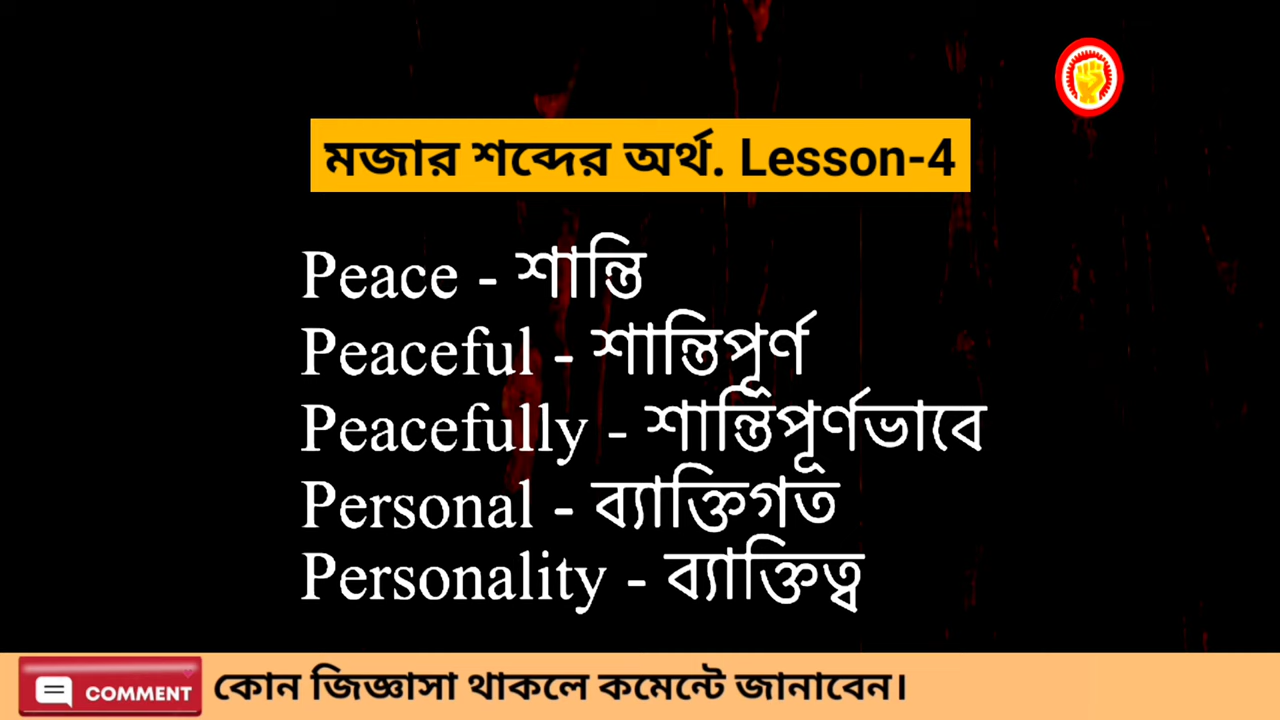 মজার শব্দের অর্থ. Lesson-4
Peace - শান্তি
Peaceful - শান্তিপূর্ণ
Peacefully - শান্তিপূর্ণভাবে
Personal - ব্যাক্তিগত
Personality - ব্যাক্তিত্ব
COMMENT কোন জিজ্ঞাসা থাকলে কমেন্টে জানাবেন।